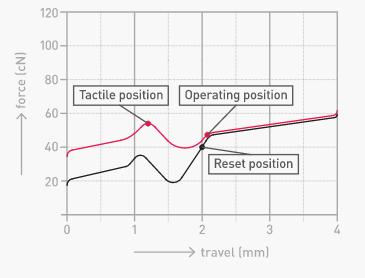 120
100
80
60
40
20
force (cN)
Tactile position
Operating position
Reset position
0
1
2
3
4
travel (mm)